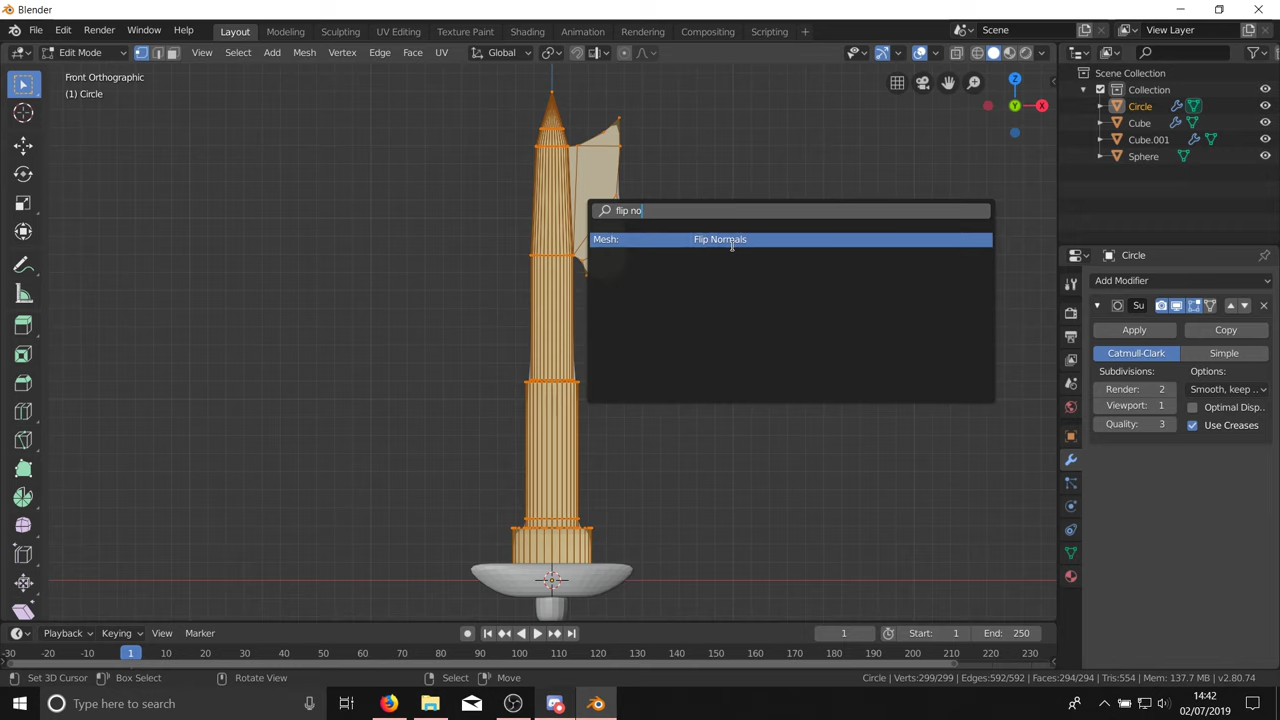 Blender
File Edit Render Window Help
Layout Modeling Sculpting UV Editing Texture Paint Shading Animation Rendering Compositing Scripting +
Scene
View Layer
Edit Mode View Select Add Mesh Vertex Edge Face UV
Global
Front Orthographic
(1) Circle
Z
Y
X
flip no
Mesh: Flip Normals
Scene Collection
Collection
Circle
Cube
Cube.001
Sphere
Circle
Add Modifier
Su
Apply Copy
Catmull-Clark Simple
Subdivisions: Options:
Render: 2 Smooth, keep ..
Viewport: 1 Optimal Disp..
Quality: 3 Use Creases
Playback Keying View Marker
1 Start: 1 End: 250
-30 -20 -10 1 10 20 30 40 50 60 70 80 90 100 110 120 130 140 150 160 170 180 190 200 210 220 230
Set 3D Cursor Box Select Rotate View Select Move
Circle | Verts:299/299 | Edges:592/592 | Faces:294/294 | Tris:554 | Mem: 137.7 MB | v2.80.74
Type here to search
14:42
02/07/2019